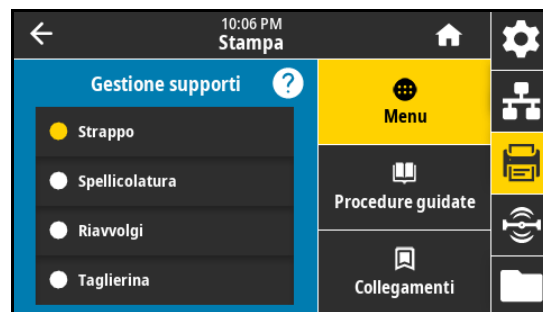 10:06 PM
Stampa
Gestione supporti ?
Strappo
Spellicolatura
Riavvolgi
Taglierina
Menu
Procedure guidate
Collegamenti